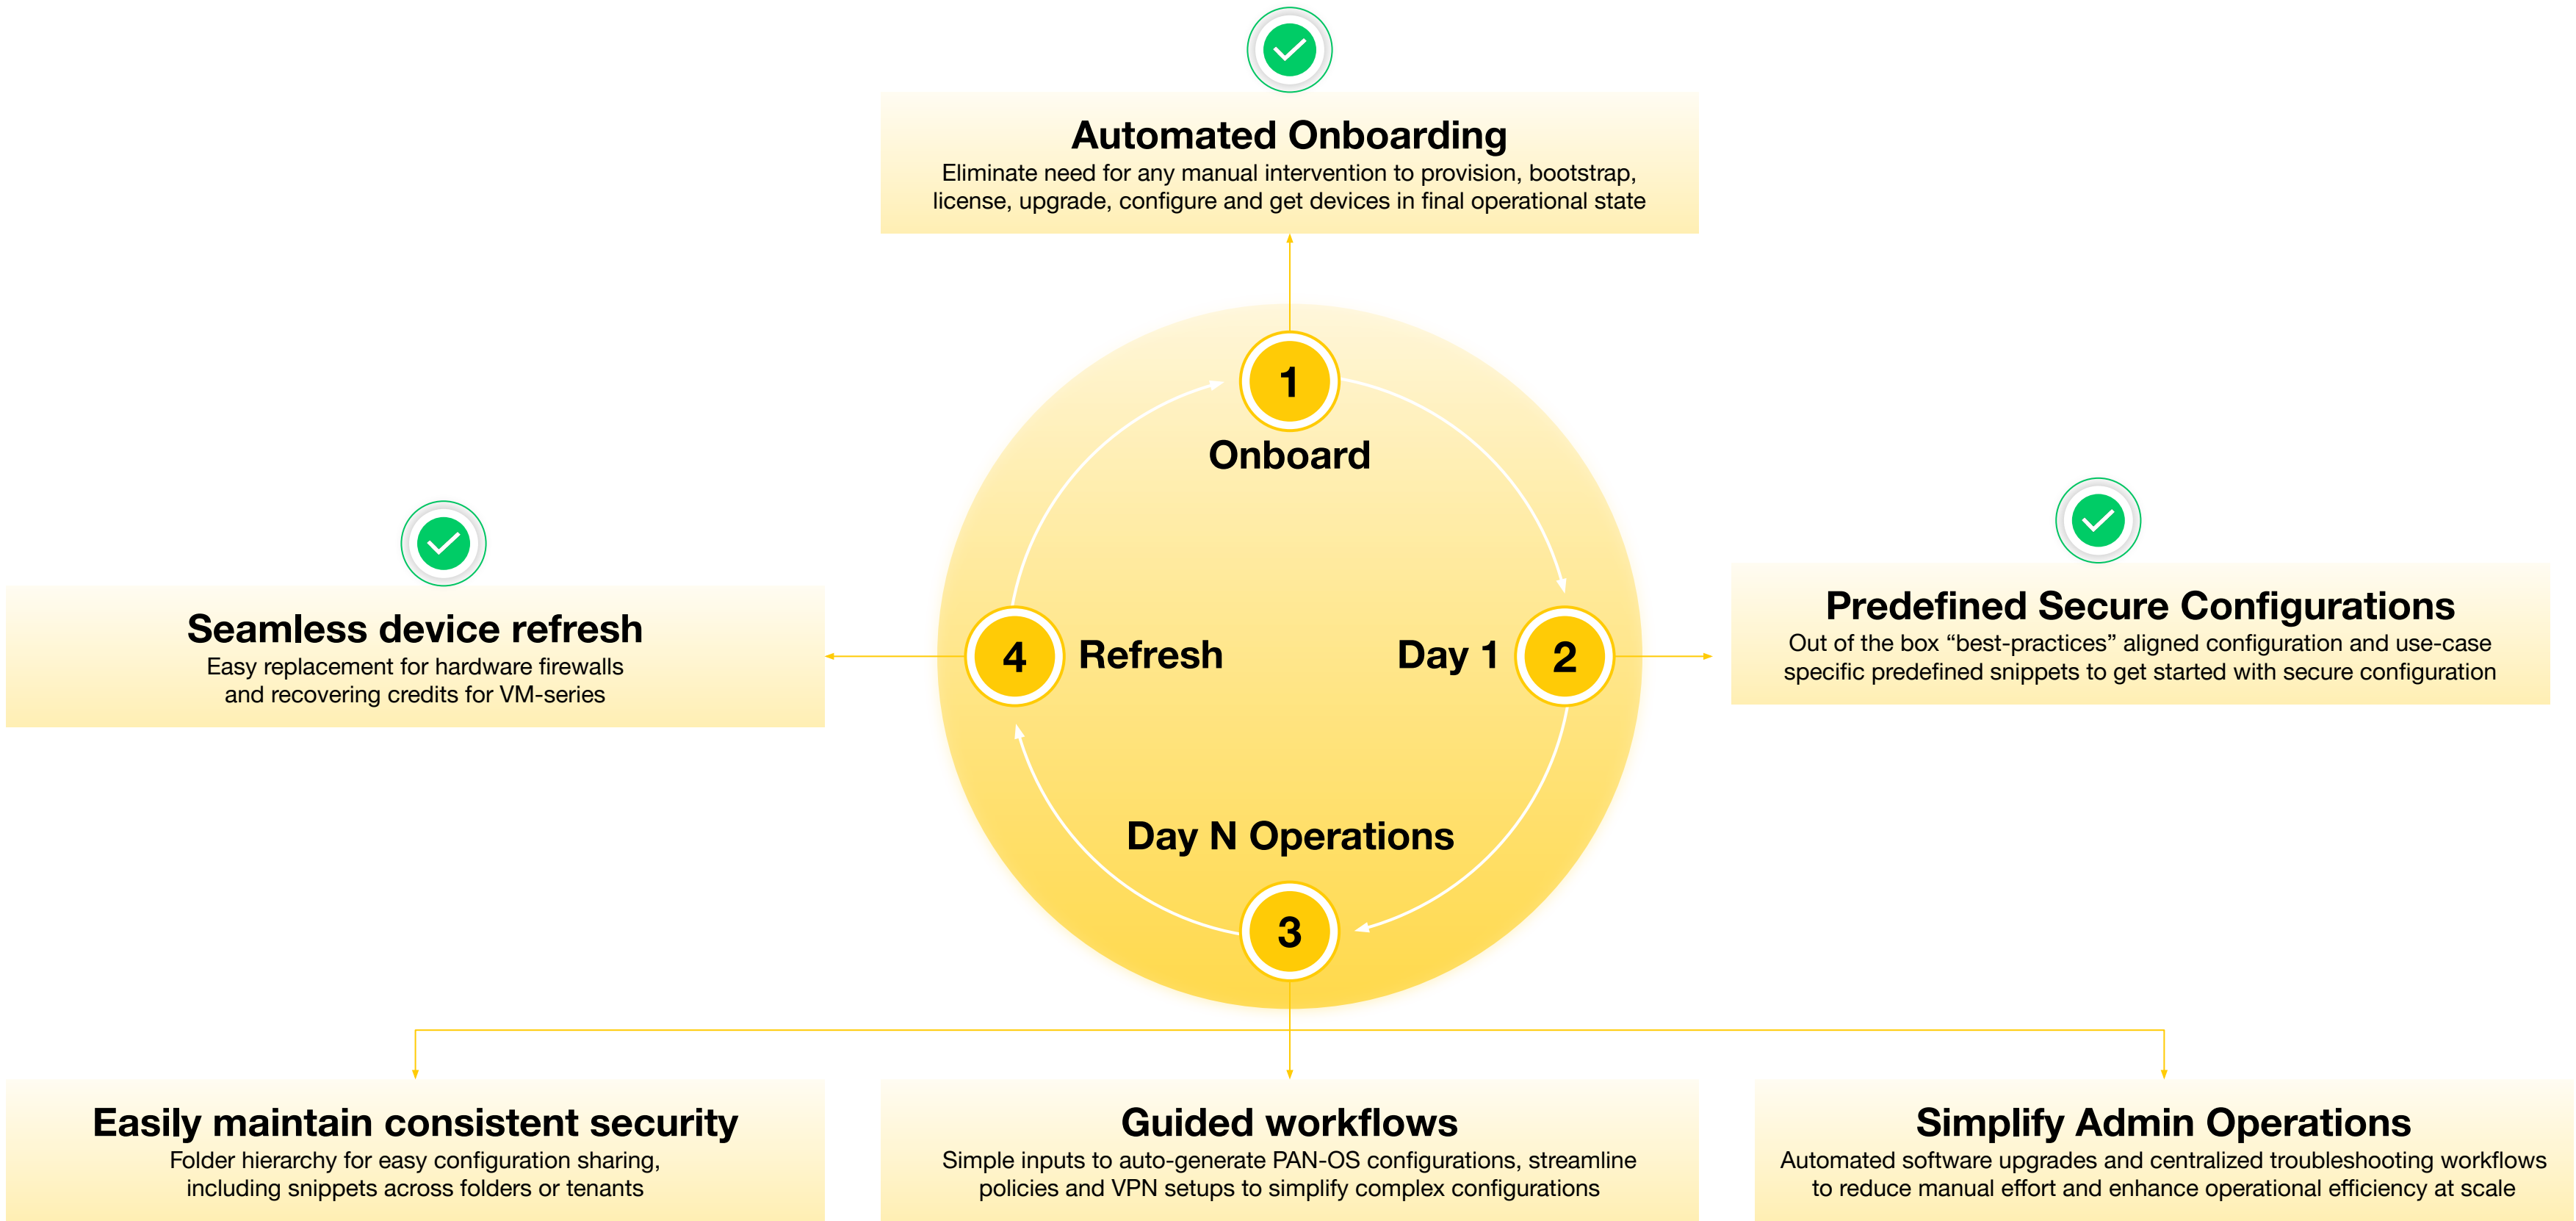 Automated Onboarding
Eliminate need for any manual intervention to provision, bootstrap,
license, upgrade, configure and get devices in final operational state
1
Onboard
Seamless device refresh
Easy replacement for hardware firewalls
and recovering credits for VM-series
4
Refresh
Day 1
2
Predefined Secure Configurations
Out of the box “best-practices” aligned configuration and use-case
specific predefined snippets to get started with secure configuration
Day N Operations
3
Easily maintain consistent security
Folder hierarchy for easy configuration sharing,
including snippets across folders or tenants
Guided workflows
Simple inputs to auto-generate PAN-OS configurations, streamline
policies and VPN setups to simplify complex configurations
Simplify Admin Operations
Automated software upgrades and centralized troubleshooting workflows
to reduce manual effort and enhance operational efficiency at scale